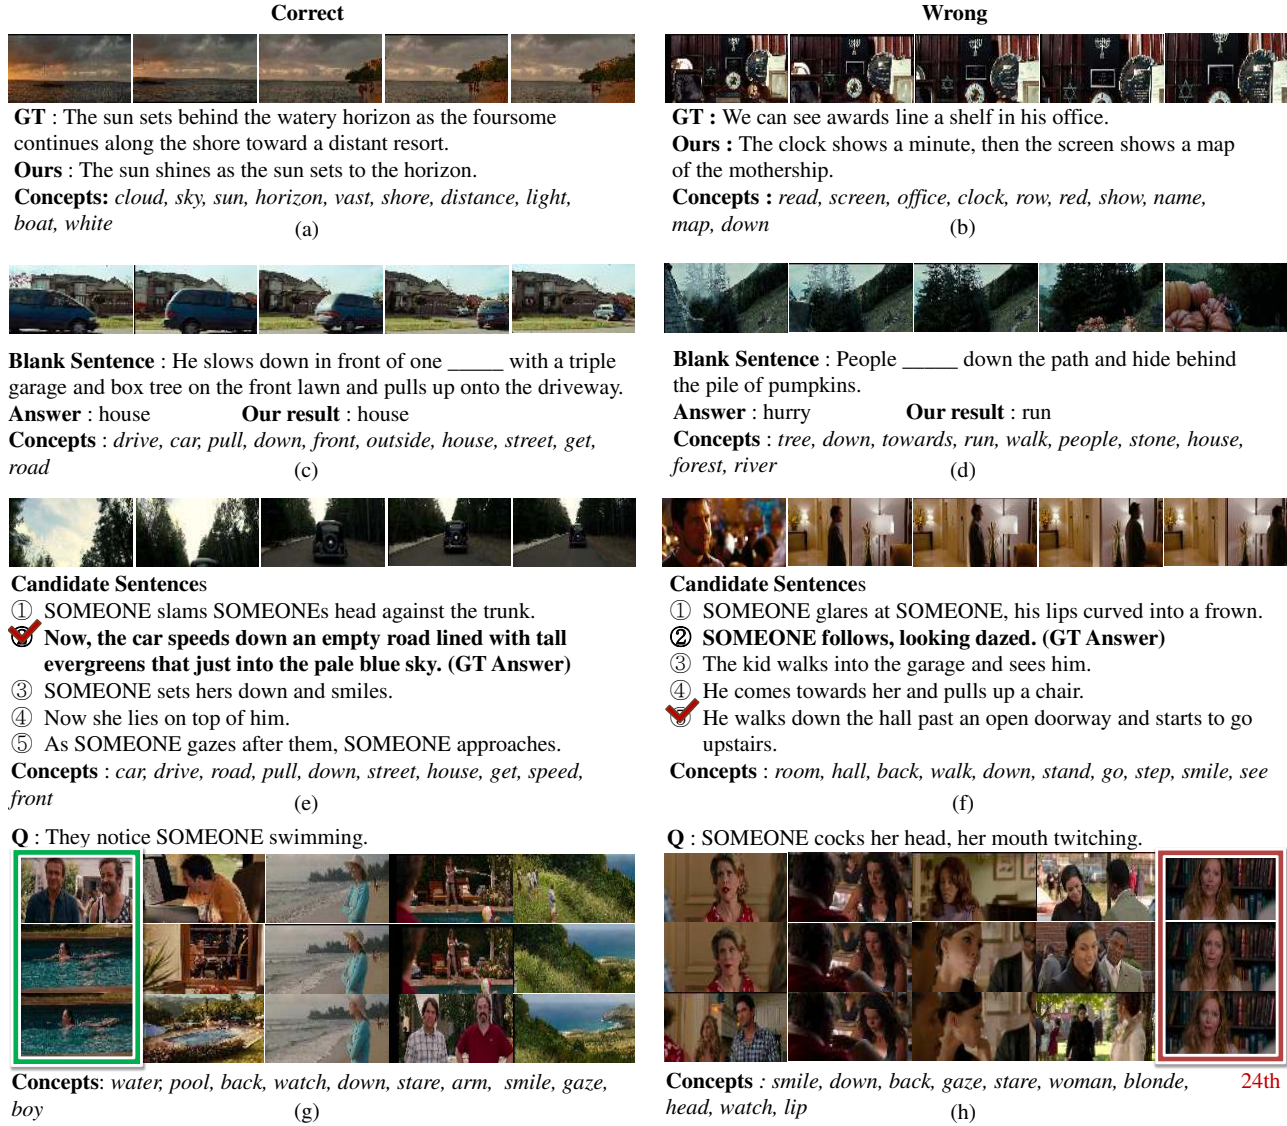 Correct
GT : The sun sets behind the watery horizon as the foursome
continues along the shore toward a distant resort.
Ours : The sun shines as the sun sets to the horizon.
Concepts: cloud, sky, sun, horizon, vast, shore, distance, light,
boat, white
(a)
Wrong
GT : We can see awards line a shelf in his office.
Ours : The clock shows a minute, then the screen shows a map
of the mothership.
Concepts : read, screen, office, clock, row, red, show, name,
map, down
(b)
Blank Sentence : He slows down in front of one _____ with a triple
garage and box tree on the front lawn and pulls up onto the driveway.
Answer : house Our result : house
Concepts : drive, car, pull, down, front, outside, house, street, get,
road
(c)
Blank Sentence : People _____ down the path and hide behind
the pile of pumpkins.
Answer : hurry Our result : run
Concepts : tree, down, towards, run, walk, people, stone, house,
forest, river
(d)
Candidate Sentences
① SOMEONE slams SOMEONEs head against the trunk.
② Now, the car speeds down an empty road lined with tall
evergreens that just into the pale blue sky. (GT Answer)
③ SOMEONE sets hers down and smiles.
④ Now she lies on top of him.
⑤ As SOMEONE gazes after them, SOMEONE approaches.
Concepts : car, drive, road, pull, down, street, house, get, speed,
front
(e)
Candidate Sentences
① SOMEONE glares at SOMEONE, his lips curved into a frown.
② SOMEONE follows, looking dazed. (GT Answer)
③ The kid walks into the garage and sees him.
④ He comes towards her and pulls up a chair.
⑤ He walks down the hall past an open doorway and starts to go
upstairs.
Concepts : room, hall, back, walk, down, stand, go, step, smile, see
(f)
Q : They notice SOMEONE swimming.
Concepts: water, pool, back, watch, down, stare, arm, smile, gaze,
boy
(g)
Q : SOMEONE cocks her head, her mouth twitching.
Concepts : smile, down, back, gaze, stare, woman, blonde,
head, watch, lip
24th
(h)